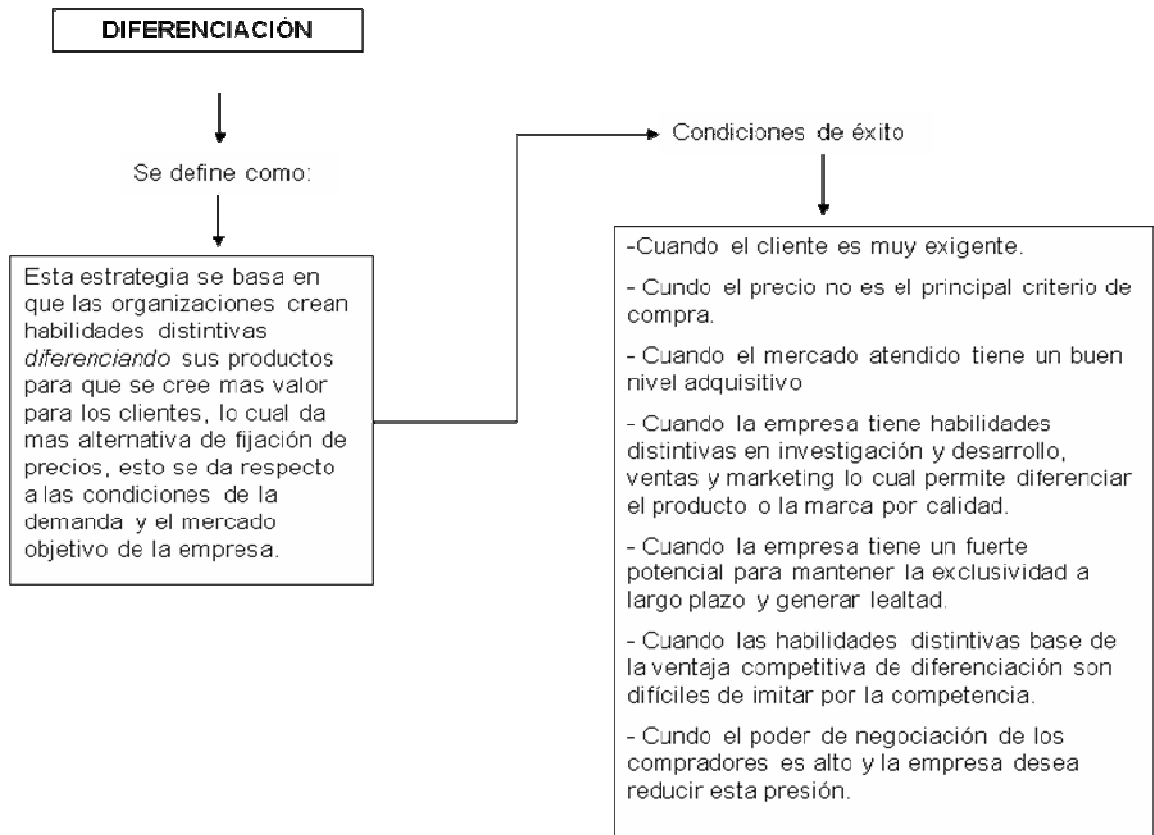 DIFERENCIACIÓN
Se define como:
Esta estrategia se basa en
que las organizaciones crean
habilidades distintivas
diferenciando sus productos
para que se cree mas valor
para los clientes, lo cual da
mas alternativa de fijación de
precios, esto se da respecto
a las condiciones de la
demanda y el mercado
objetivo de la empresa.
Condiciones de éxito
-Cuando el cliente es muy exigente.
- Cundo el precio no es el principal criterio de
compra.
- Cuando el mercado atendido tiene un buen
nivel adquisitivo
- Cuando la empresa tiene habilidades
distintivas en investigación y desarrollo,
ventas y marketing lo cual permite diferenciar
el producto o la marca por calidad.
- Cuando la empresa tiene un fuerte
potencial para mantener la exclusividad a
largo plazo y generar lealtad.
- Cuando las habilidades distintivas base de
la ventaja competitiva de diferenciación son
difíciles de imitar por la competencia.
- Cundo el poder de negociación de los
compradores es alto y la empresa desea
reducir esta presión.